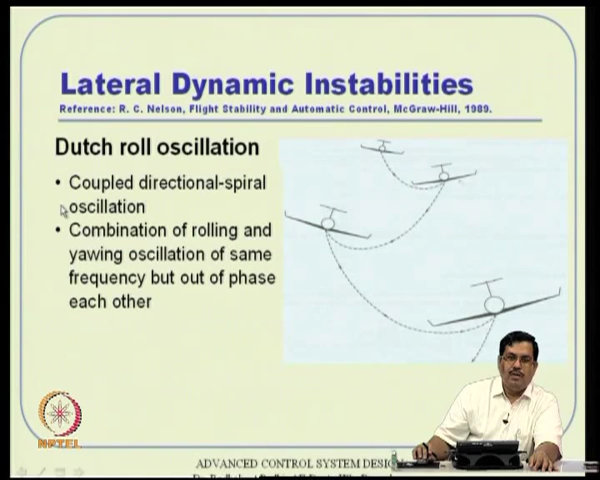 Lateral Dynamic Instabilities
Reference: R. C. Nelson, Flight Stability and Automatic Control, McGraw-Hill, 1989.
Dutch roll oscillation
• Coupled directional-spiral
oscillation
• Combination of rolling and
yawing oscillation of same
frequency but out of phase
each other
NPTEL
ADVANCED CONTROL SYSTEM DESIG